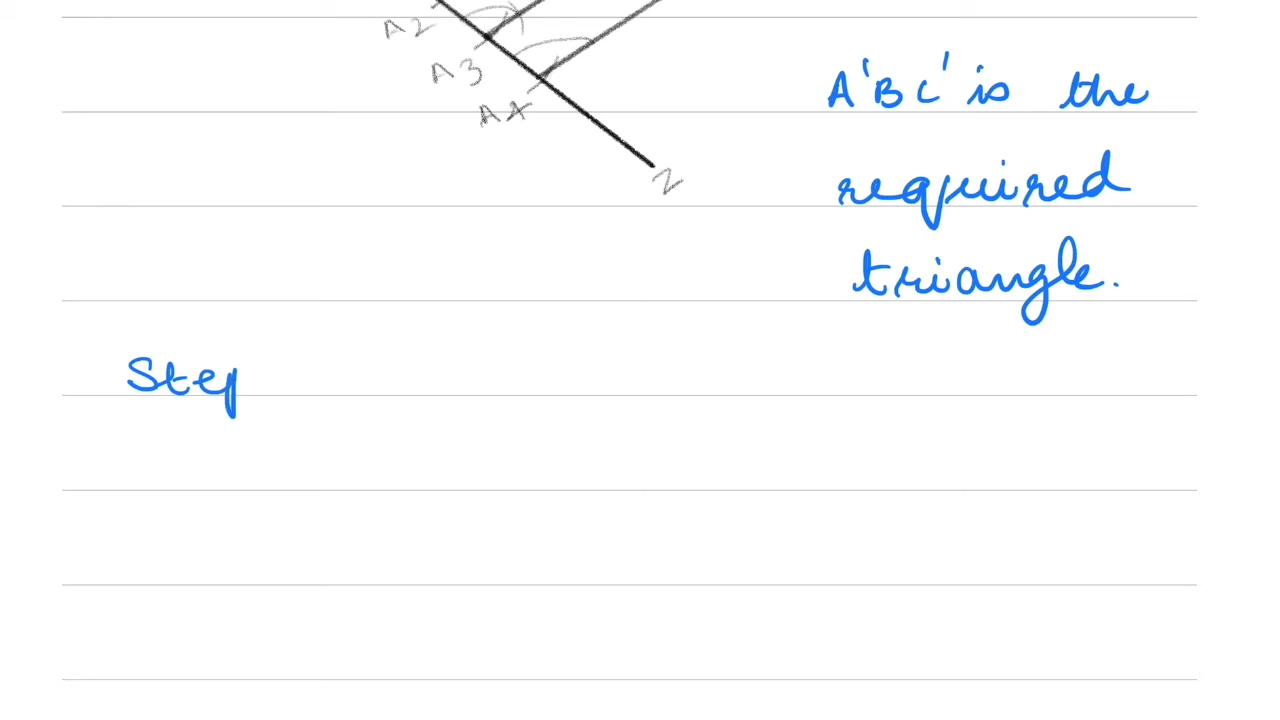 A2
A3
A4
Z
A'BC' is the
required
triangle.
Step